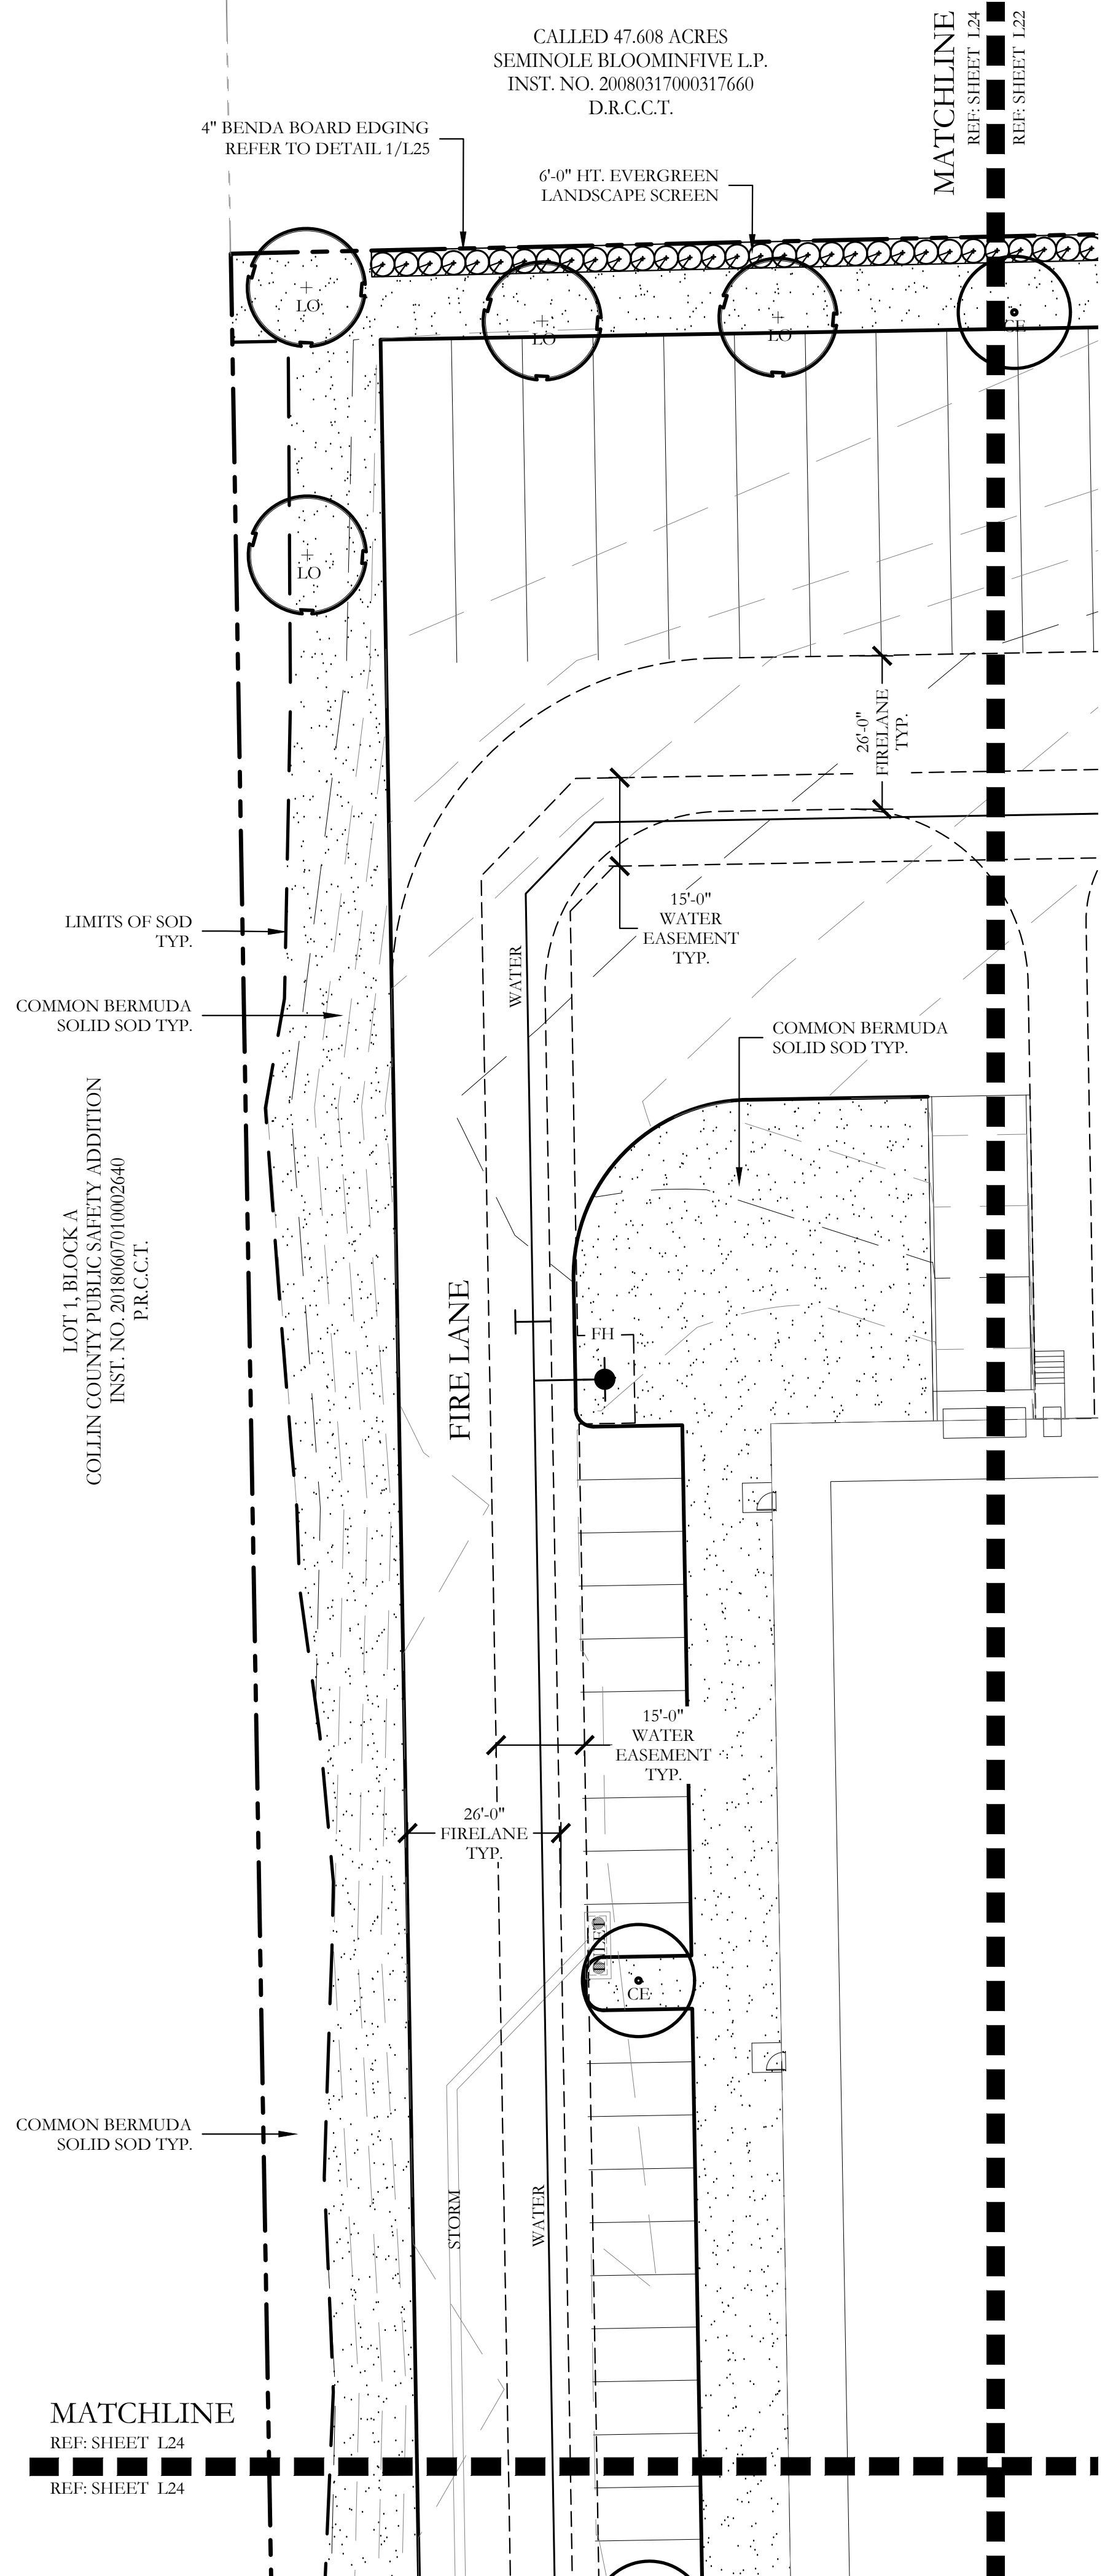 CALLED 47.608 ACRES
SEMINOLE BLOOMINFIVE L.P.
INST. NO. 20080317000317660
D.R.C.C.T.
MATCHLINE
REF: SHEET L24
REF: SHEET L22
4" BENDA BOARD EDGING
REFER TO DETAIL 1/L25
6'-0" HT. EVERGREEN
LANDSCAPE SCREEN
LO
LO
LO
CE
LO
26'-0"
FIRELANE
TYP.
15'-0"
WATER
EASEMENT
TYP.
LIMITS OF SOD
TYP.
WATER
COMMON BERMUDA
SOLID SOD TYP.
COMMON BERMUDA
SOLID SOD TYP.
LOT 1, BLOCK A
COLLIN COUNTY PUBLIC SAFETY ADDITION
INST. NO. 20180607010002640
P.R.C.C.T.
FIRE LANE
FH
15'-0"
WATER
EASEMENT
TYP.
26'-0"
FIRELANE
TYP.
INLET
CE
COMMON BERMUDA
SOLID SOD TYP.
STORM
WATER
MATCHLINE
REF: SHEET L24
REF: SHEET L24